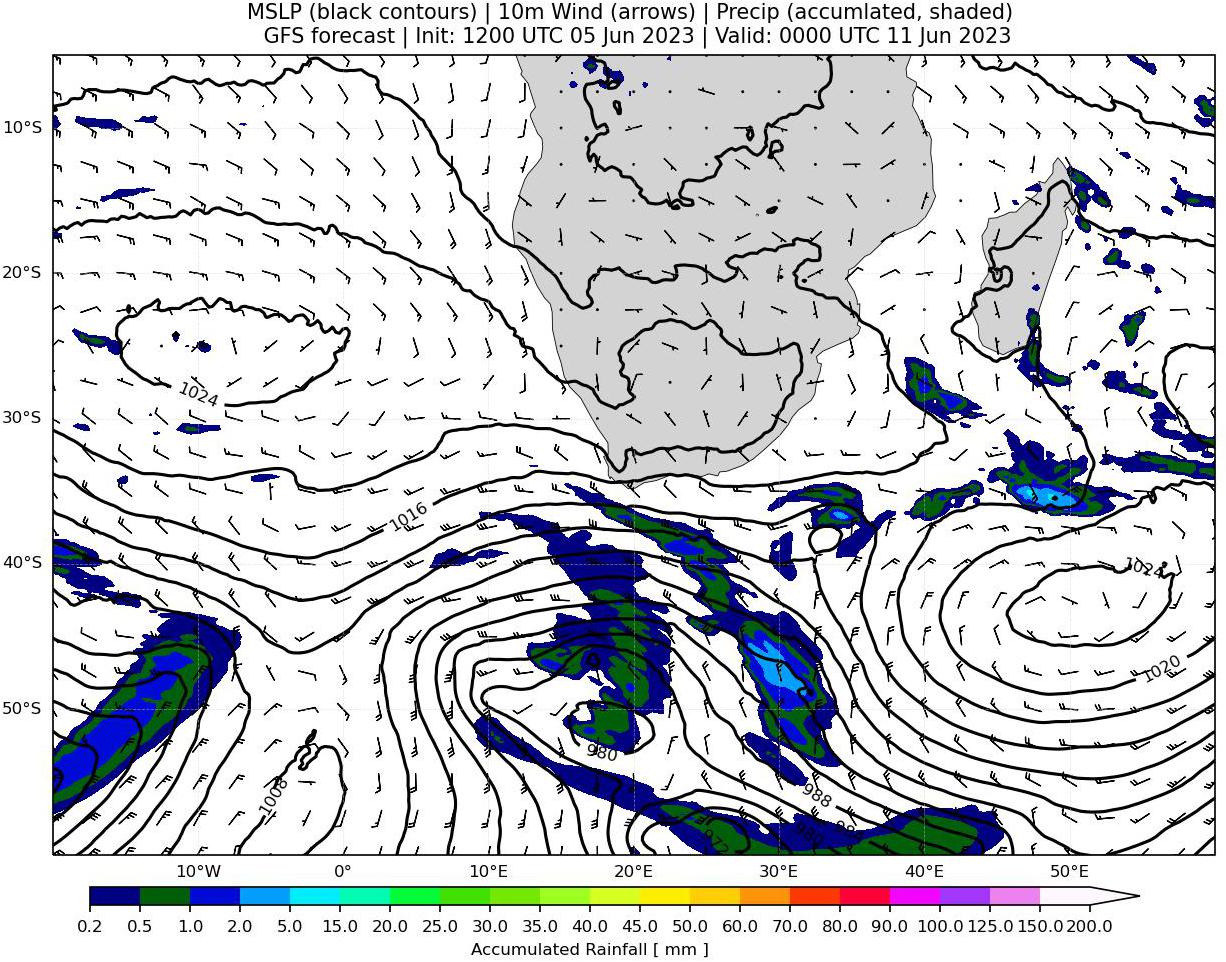 MSLP (black contours) | 10m Wind (arrows) | Precip (accumlated, shaded)
GFS forecast | Init: 1200 UTC 05 Jun 2023 | Valid: 0000 UTC 11 Jun 2023
10°S
20°S
1024
30°S
1016
40°S
1024
1020
50°S
980
1008
988
972
980
10°W 0° 10°E 20°E 30°E 40°E 50°E
0.2 0.5 1.0 2.0 5.0 10.0 15.0 20.0 25.0 30.0 35.0 40.0 45.0 50.0 60.0 70.0 80.0 90.0 100.0 125.0 150.0 200.0
Accumulated Rainfall [ mm ]